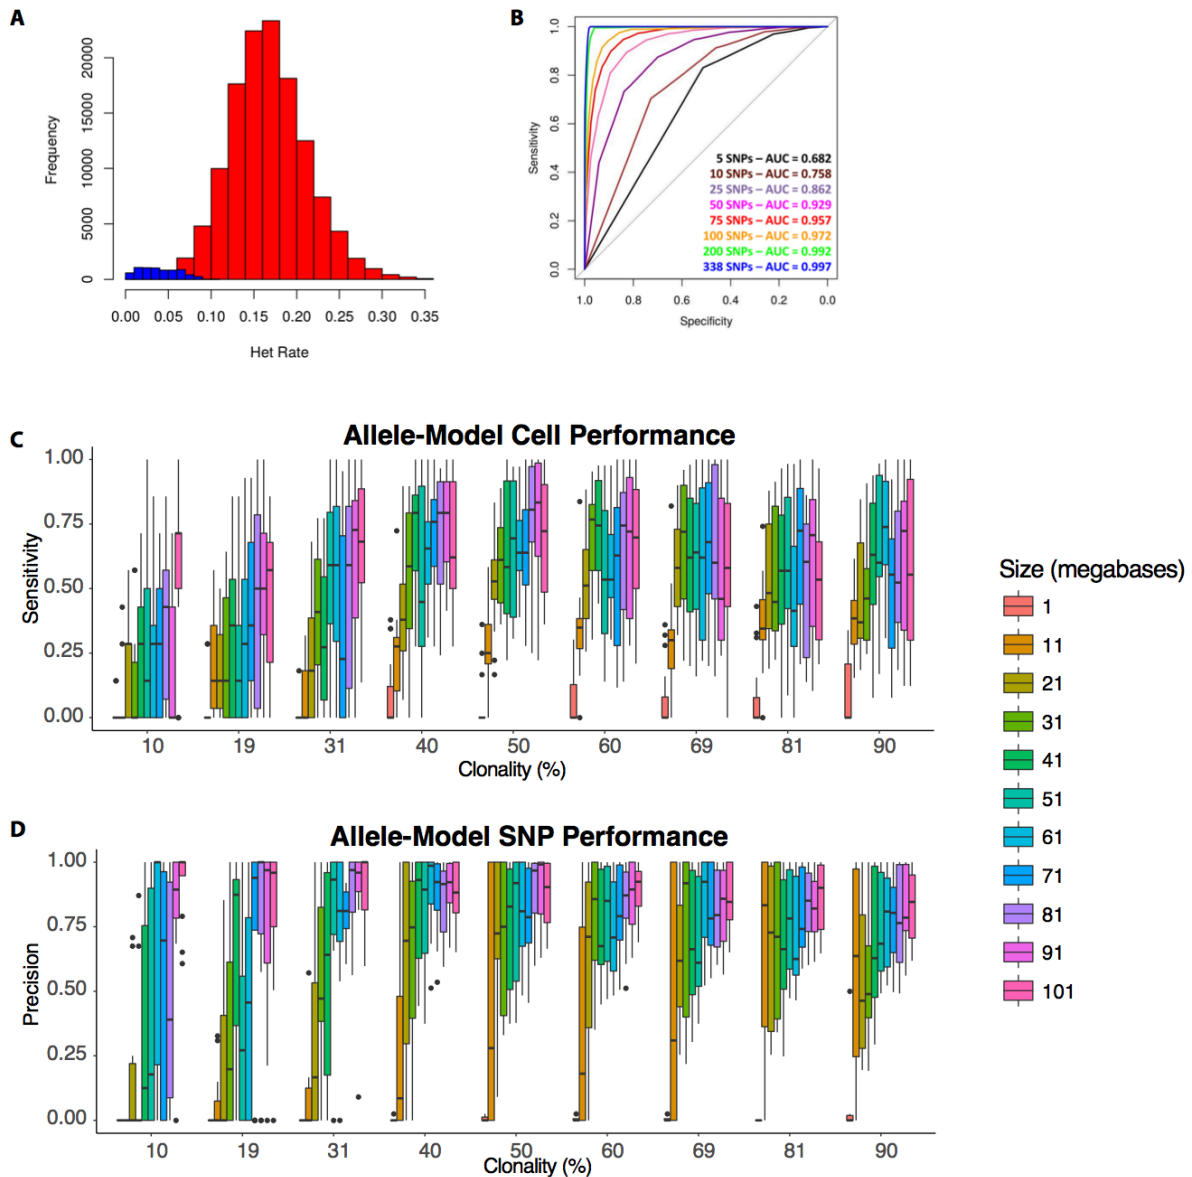 A
Frequency
20000
15000
10000
5000
0
0.00 0.05 0.10 0.15 0.20 0.25 0.30 0.35
Het Rate
B
Sensitivity
1.0
0.8
0.6
0.4
0.2
0.0
5 SNPs – AUC = 0.682
10 SNPs – AUC = 0.758
25 SNPs – AUC = 0.862
50 SNPs – AUC = 0.929
75 SNPs – AUC = 0.957
100 SNPs – AUC = 0.972
200 SNPs – AUC = 0.992
338 SNPs – AUC = 0.997
1.0 0.8 0.6 0.4 0.2 0.0
Specificity
C
Allele-Model Cell Performance
Sensitivity
1.00
0.75
0.50
0.25
0.00
10 19 31 40 50 60 69 81 90
Clonality (%)
D
Allele-Model SNP Performance
Precision
1.00
0.75
0.50
0.25
0.00
10 19 31 40 50 60 69 81 90
Clonality (%)
Size (megabases)
1
11
21
31
41
51
61
71
81
91
101